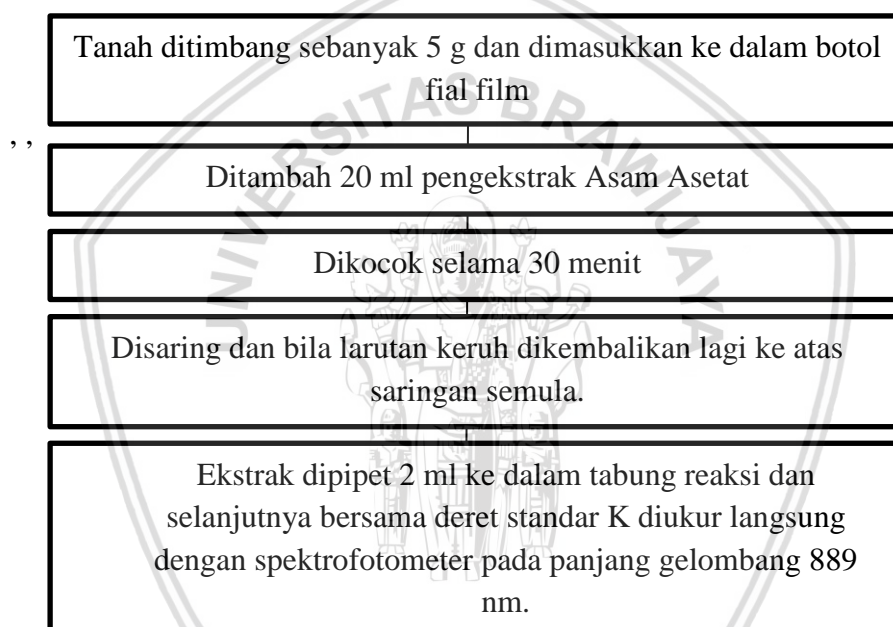 Tanah ditimbang sebanyak 5 g dan dimasukkan ke dalam botol
fial film
, ,
Ditambah 20 ml pengekstrak Asam Asetat
Dikocok selama 30 menit
Disaring dan bila larutan keruh dikembalikan lagi ke atas
saringan semula.
Ekstrak dipipet 2 ml ke dalam tabung reaksi dan
selanjutnya bersama deret standar K diukur langsung
dengan spektrofotometer pada panjang gelombang 889
nm.
UNIVERSITAS BRAWIJAYA